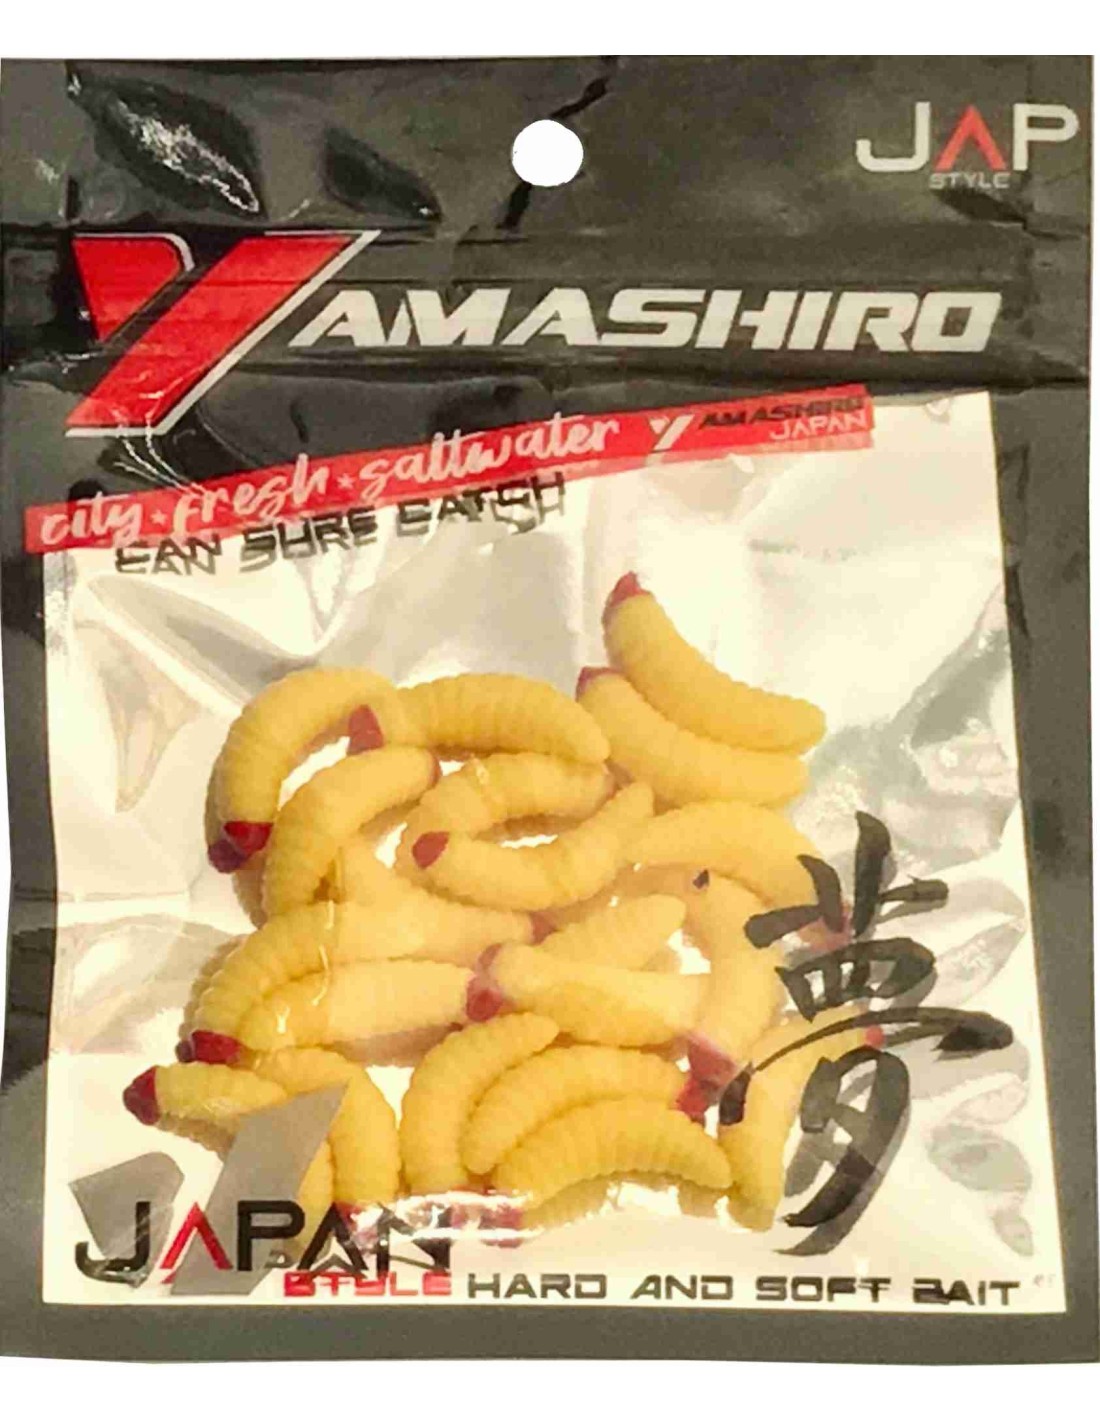 JAP
STYLE
YAMASHIRO
city★fresh★saltwater YAMASHIRO
JAPAN
CAN SURE CATCH
夢
JAPAN
STYLE HARD AND SOFT BAIT